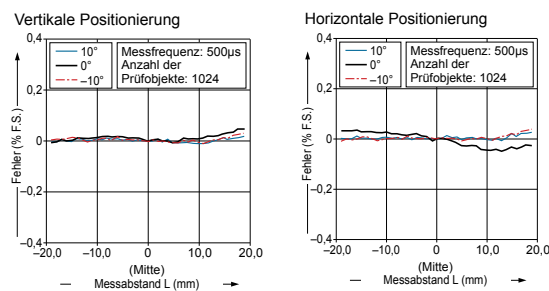 Vertikale Positionierung
0,4
0,2
0
–0,2
–0,4
Fehler (% F.S.)
10°
0°
–10°
Messfrequenz: 500µs
Anzahl der
Prüfobjekte: 1024
–20,0
–10,0
0
10,0
20,0
(Mitte)
Messabstand L (mm)
Horizontale Positionierung
0,4
0,2
0
–0,2
–0,4
Fehler (% F.S.)
10°
0°
–10°
Messfrequenz: 500µs
Anzahl der
Prüfobjekte: 1024
–20,0
–10,0
0
10,0
20,0
(Mitte)
Messabstand L (mm)